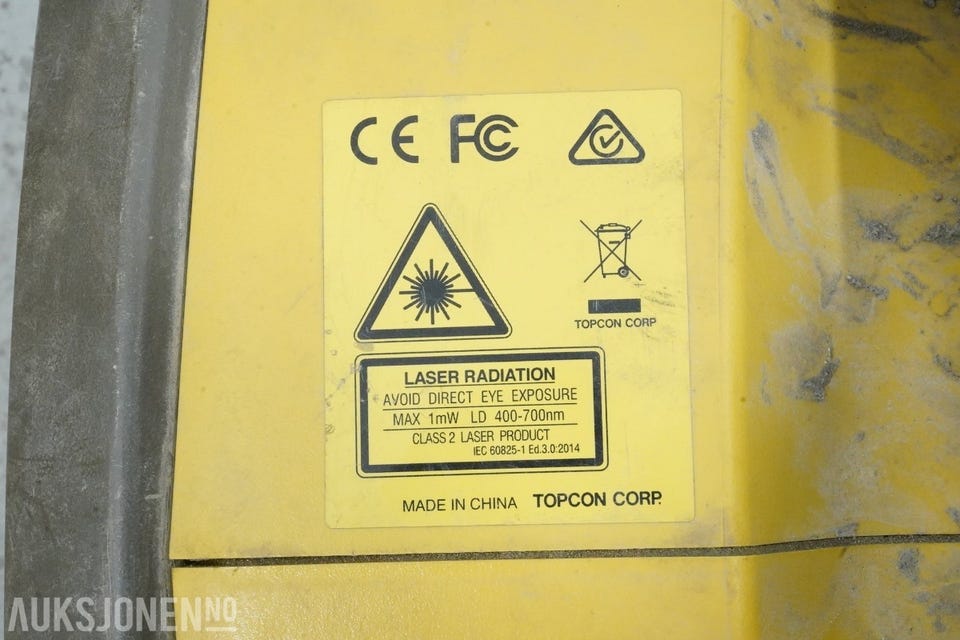 CE FC
TOPCON CORP
LASER RADIATION
AVOID DIRECT EYE EXPOSURE
MAX 1mW LD 400-700nm
CLASS 2 LASER PRODUCT
IEC 60825-1 Ed.3.0:2014
MADE IN CHINA TOPCON CORP.
AUKSJONEN NO